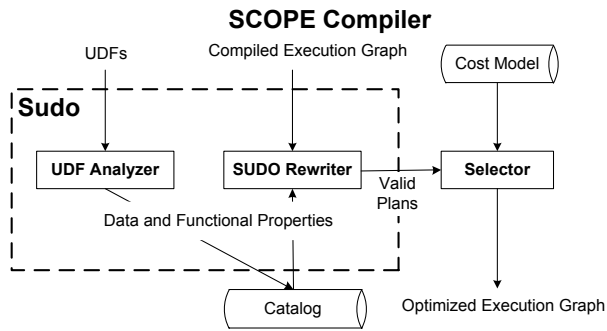 SCOPE Compiler
UDFs
Compiled Execution Graph
Cost Model
Sudo
UDF Analyzer
SUDO Rewriter
Selector
Valid
Plans
Data and Functional Properties
Catalog
Optimized Execution Graph